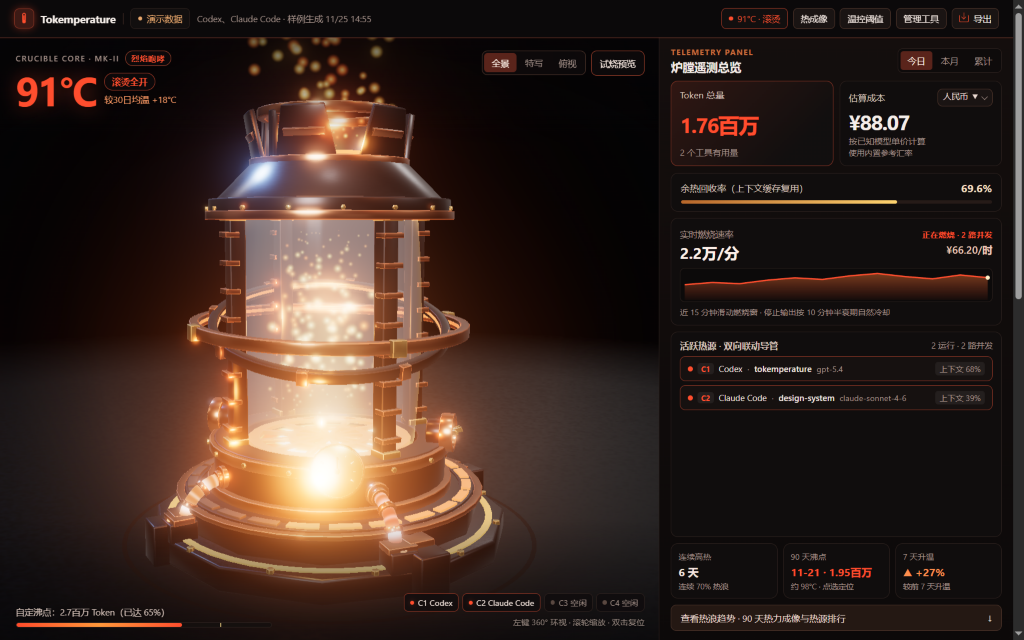 Tokemperature
演示数据
Codex、Claude Code · 样例生成 11/25 14:55
91°C · 滚烫
热成像
温控阈值
管理工具
导出
CRUCIBLE CORE · MK-II
烈焰咆哮
91°C
滚烫全开
较30日均温 +18°C
全景
特写
俯视
试烧预览
TELEMETRY PANEL
炉膛遥测总览
今日
本月
累计
Token 总量
1.76百万
2 个工具有用量
估算成本
人民币 ▼
¥88.07
按已知模型单价计算
使用内置参考汇率
余热回收率（上下文缓存复用）
69.6%
实时燃烧速率
正在燃烧 · 2 路并发
2.2万/分
¥66.20/时
近 15 分钟滑动燃烧窗 · 停止输出按 10 分钟半衰期自然冷却
活跃热源 · 双向联动导管
2 运行 · 2 路并发
C1 Codex · tokemperature gpt-5.4 上下文 68%
C2 Claude Code · design-system claude-sonnet-4-6 上下文 39%
连续高热
6 天
连续 70% 热浪
90 天沸点
11-21 · 1.95百万
约 98°C · 点选定位
7 天升温
▲ +27%
较前 7 天升温
自定沸点：2.7百万 Token（已达 65%）
C1 Codex
C2 Claude Code
C3 空闲
C4 空闲
左键 360° 环视 · 滚轮缩放 · 双击复位
查看热浪趋势 · 90 天热力成像与热源排行 ↓